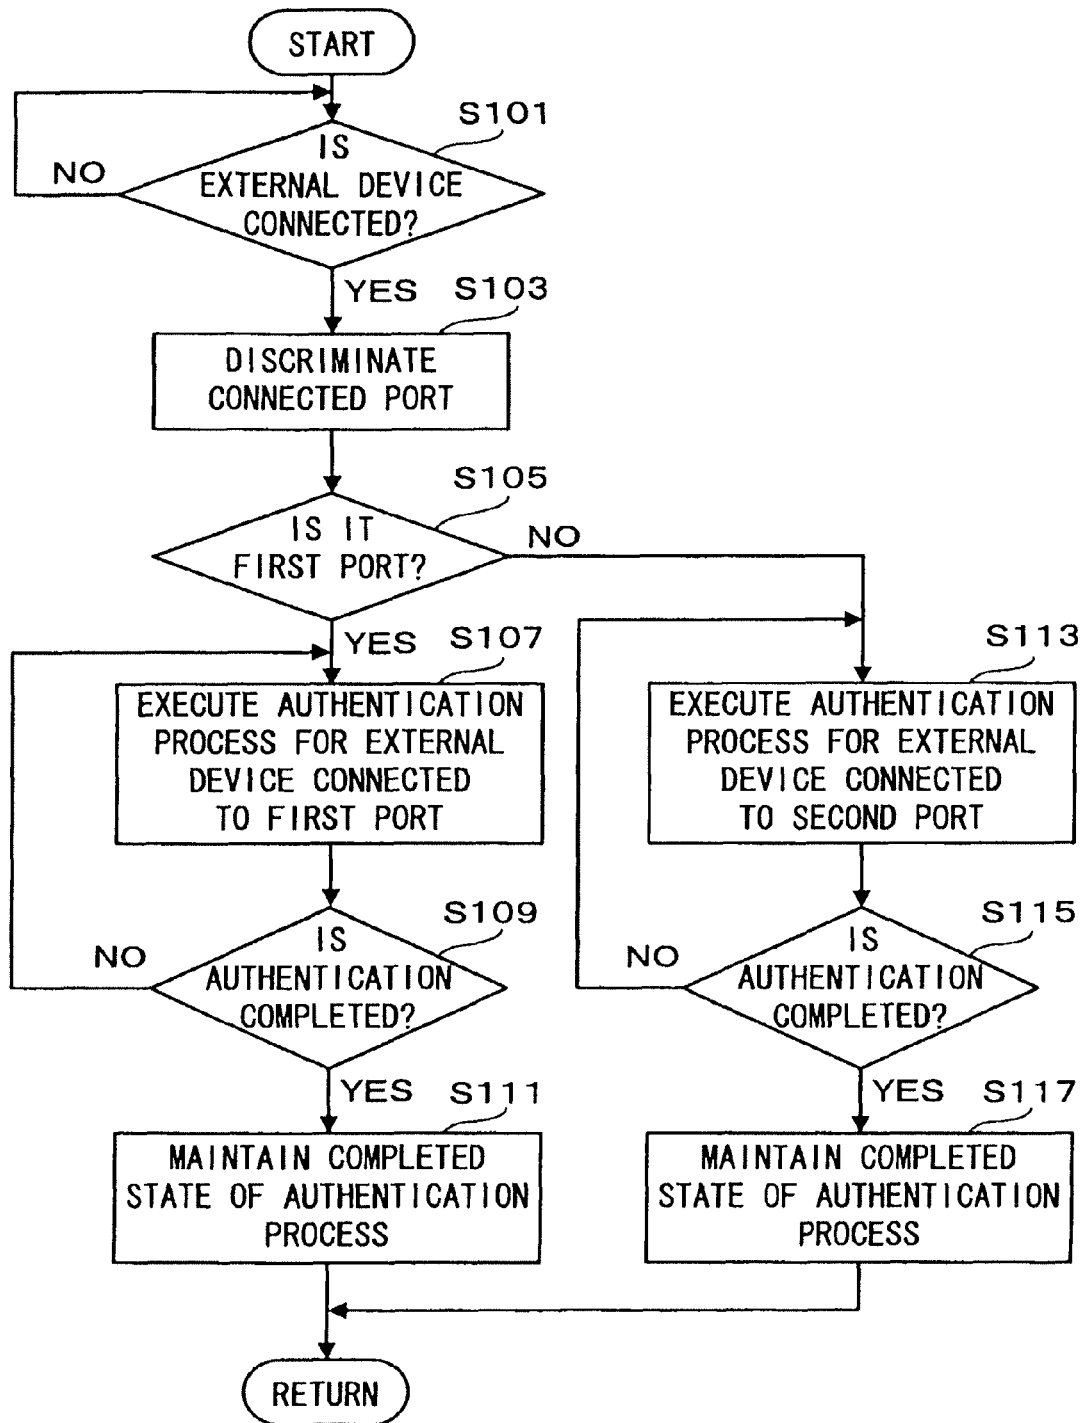 START
S101
IS
EXTERNAL DEVICE
CONNECTED?
NO
YES
S103
DISCRIMINATE
CONNECTED PORT
S105
IS IT
FIRST PORT?
NO
YES
S107
EXECUTE AUTHENTICATION
PROCESS FOR EXTERNAL
DEVICE CONNECTED
TO FIRST PORT
S109
IS
AUTHENTICATION
COMPLETED?
NO
YES
S111
MAINTAIN COMPLETED
STATE OF AUTHENTICATION
PROCESS
S113
EXECUTE AUTHENTICATION
PROCESS FOR EXTERNAL
DEVICE CONNECTED
TO SECOND PORT
S115
IS
AUTHENTICATION
COMPLETED?
NO
YES
S117
MAINTAIN COMPLETED
STATE OF AUTHENTICATION
PROCESS
RETURN